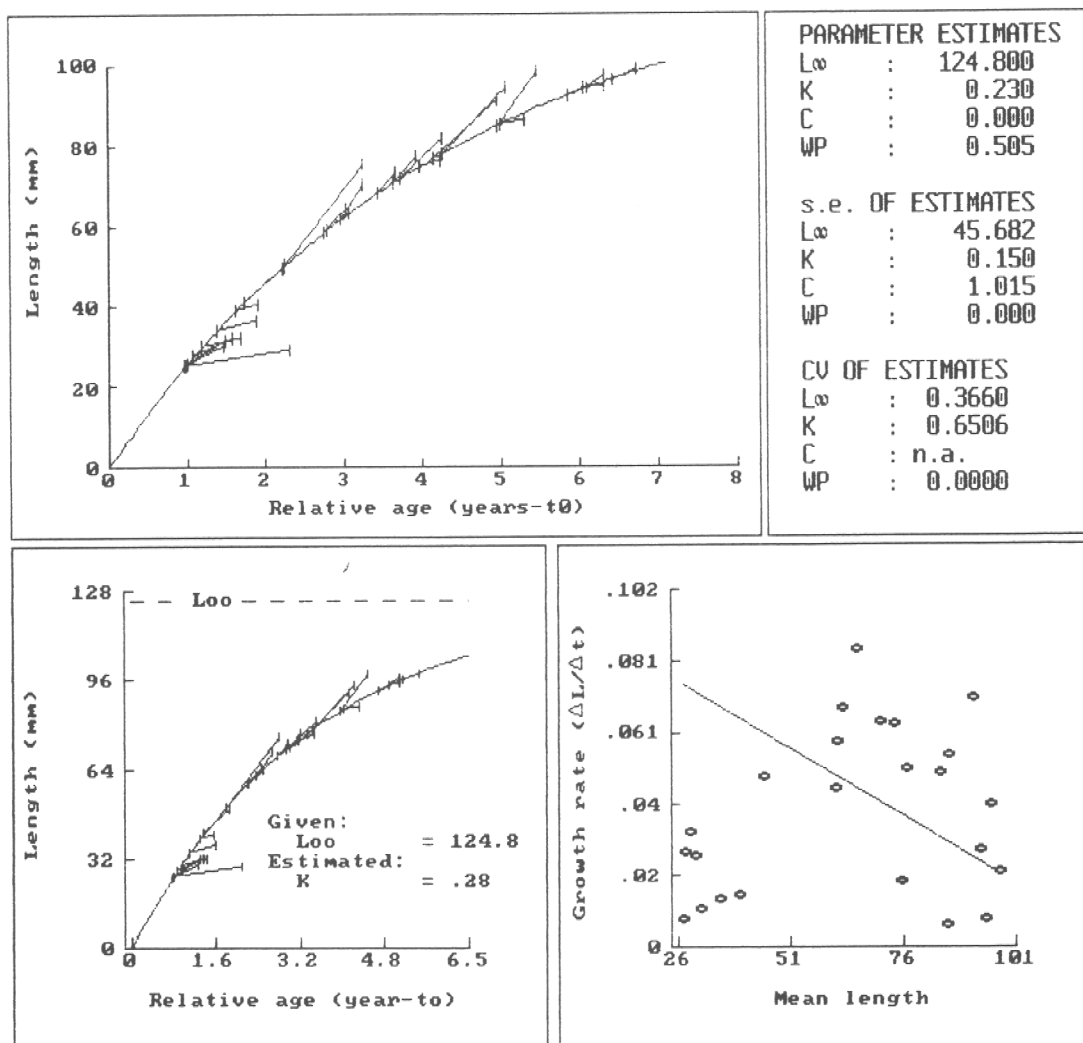 100
80
60
40
20
0
Length (mm)
0 1 2 3 4 5 6 7 8
Relative age (years-t0)
PARAMETER ESTIMATES
L∞ : 124.800
K : 0.230
C : 0.000
WP : 0.505
s.e. OF ESTIMATES
L∞ : 45.682
K : 0.150
C : 1.015
WP : 0.000
CV OF ESTIMATES
L∞ : 0.3660
K : 0.6506
C : n.a.
WP : 0.0000
128
96
64
32
0
Length (mm)
Loo
Given:
Loo = 124.8
Estimated:
K = .28
0 1.6 3.2 4.8 6.5
Relative age (year-to)
.102
.081
.061
.04
.02
0
Growth rate (ΔL/Δt)
26 51 76 101
Mean length